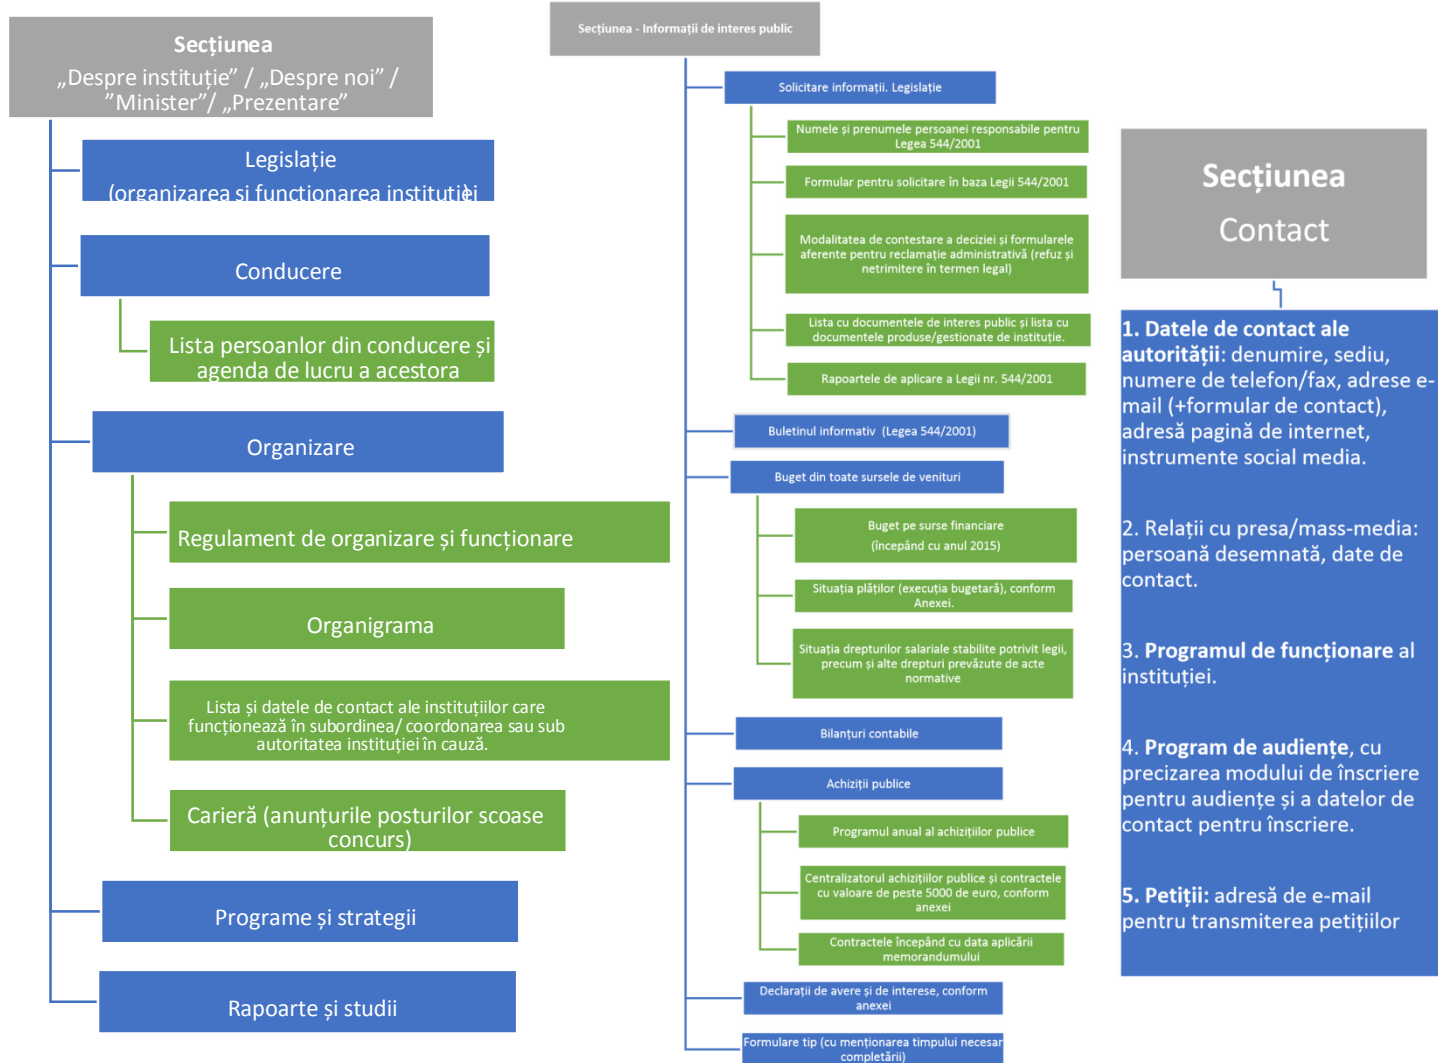 Secțiunea
„Despre instituție” / „Despre noi” /
”Minister”/ „Prezentare”
Legislație
(organizarea și funcționarea instituției)
Conducere
Lista persoanlor din conducere și
agenda de lucru a acestora
Organizare
Regulament de organizare și funcționare
Organigrama
Lista și datele de contact ale instituțiilor care
funcționează în subordinea/ coordonarea sau sub
autoritatea instituției în cauză.
Carieră (anunțurile posturilor scoase
concurs)
Programe și strategii
Rapoarte și studii
Secțiunea - Informații de interes public
Solicitare informații. Legislație
Numele și prenumele persoanei responsabile pentru
Legea 544/2001
Formular pentru solicitare în baza Legii 544/2001
Modalitatea de contestare a deciziei și formularele
aferente pentru reclamație administrativă (refuz și
netrimitere în termen legal)
Lista cu documentele de interes public și lista cu
documentele produse/gestionate de instituție.
Rapoartele de aplicare a Legii nr. 544/2001
Buletinul informativ (Legea 544/2001)
Buget din toate sursele de venituri
Buget pe surse financiare
(începând cu anul 2015)
Situația plăților (execuția bugetară), conform
Anexei.
Situația drepturilor salariale stabilite potrivit legii,
precum și alte drepturi prevăzute de acte
normative
Bilanțuri contabile
Achiziții publice
Programul anual al achizițiilor publice
Centralizatorul achizițiilor publice și contractele
cu valoare de peste 5000 de euro, conform
anexei
Contractele începând cu data aplicării
memorandumului
Declarații de avere și de interese, conform
anexei
Formulare tip (cu menționarea timpului necesar
completării)
Secțiunea
Contact
1. Datele de contact ale
autorității: denumire, sediu,
numere de telefon/fax, adrese e-
mail (+formular de contact),
adresă pagină de internet,
instrumente social media.
2. Relații cu presa/mass-media:
persoană desemnată, date de
contact.
3. Programul de funcționare al
instituției.
4. Program de audiențe, cu
precizarea modului de înscriere
pentru audiențe și a datelor de
contact pentru înscriere.
5. Petiții: adresă de e-mail
pentru transmiterea petițiilor